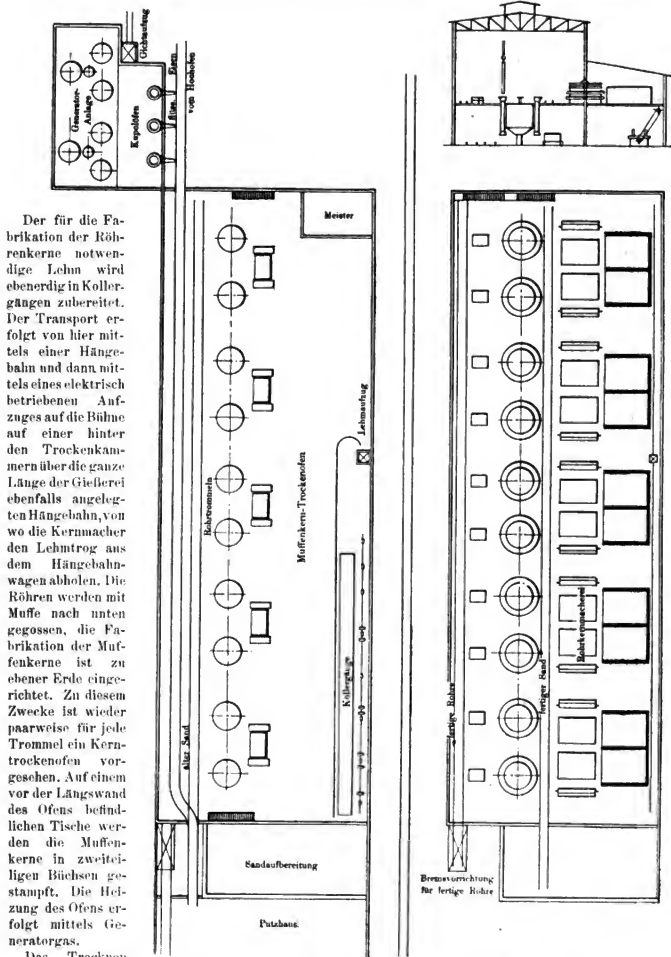 Gichtaufzug
Generator-
Anlage
Kupolöfen
flüss. Eisen
vom Hochofen
Meister
Der für die Fa-
brikation der Röh-
renkerne notwen-
dige Lehm wird
ebenerdig in Koller-
gängen zubereitet.
Der Transport er-
folgt von hier mit-
tels einer Hänge-
bahn und dann mit-
tels eines elektrisch
betriebenen Auf-
zuges auf die Bühne
auf einer hinter
den Trockenkam-
mern über die ganze
Länge der Gießerei
ebenfalls angeleg-
ten Hängebahn, von
wo die Kernmacher
den Lehmtrog aus
dem Hängebahn-
wagen abholen. Die
Röhren werden mit
Muffe nach unten
gegossen, die Fa-
brikation der Muf-
fenkerne ist zu
ebener Erde einge-
richtet. Zu diesem
Zwecke ist wieder
paarweise für jede
Trommel ein Kern-
trockenofen vor-
gesehen. Auf einem
vor der Längswand
des Ofens befind-
lichen Tische wer-
den die Muffen-
kerne in zweitei-
ligen Büchsen ge-
stampft. Die Hei-
zung des Ofens er-
folgt mittels Ge-
neratorgas.
Das Trocknen
Rohrtrommeln
Muffenkern-Trockenofen
Lehmaufzug
Kollergänge
alter Sand
Sandaufbereitung
Putzhaus.
fertige Rohre
fertiger Sand
Rohrkernmacherei
Bremsvorrichtung
für fertige Rohre